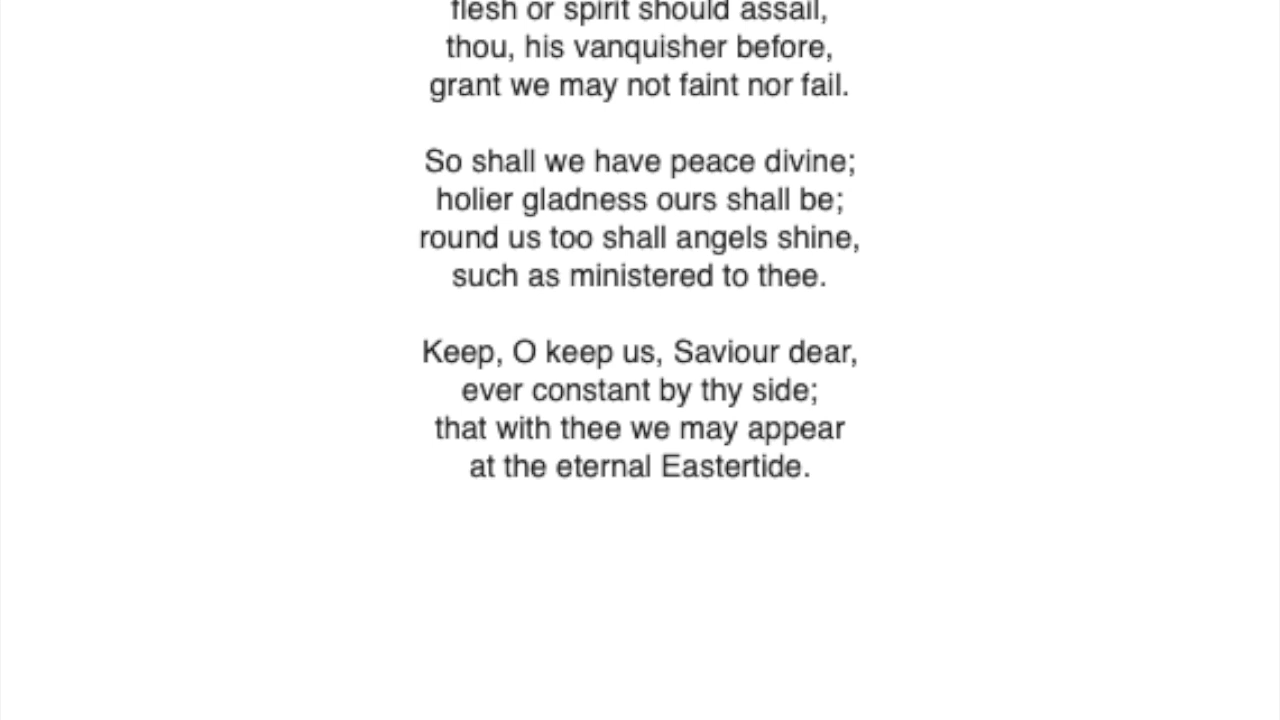 flesh or spirit should assail,
thou, his vanquisher before,
grant we may not faint nor fail.
So shall we have peace divine;
holier gladness ours shall be;
round us too shall angels shine,
such as ministered to thee.
Keep, O keep us, Saviour dear,
ever constant by thy side;
that with thee we may appear
at the eternal Eastertide.